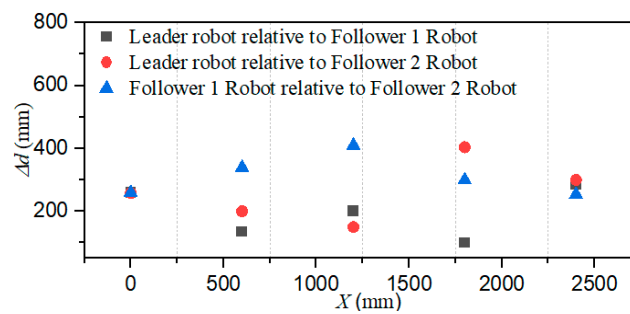 800
Leader robot relative to Follower 1 Robot
Leader robot relative to Follower 2 Robot
600
Follower 1 Robot relative to Follower 2 Robot
Δd (mm)
400
200
0 500 1000 1500 2000 2500
X (mm)